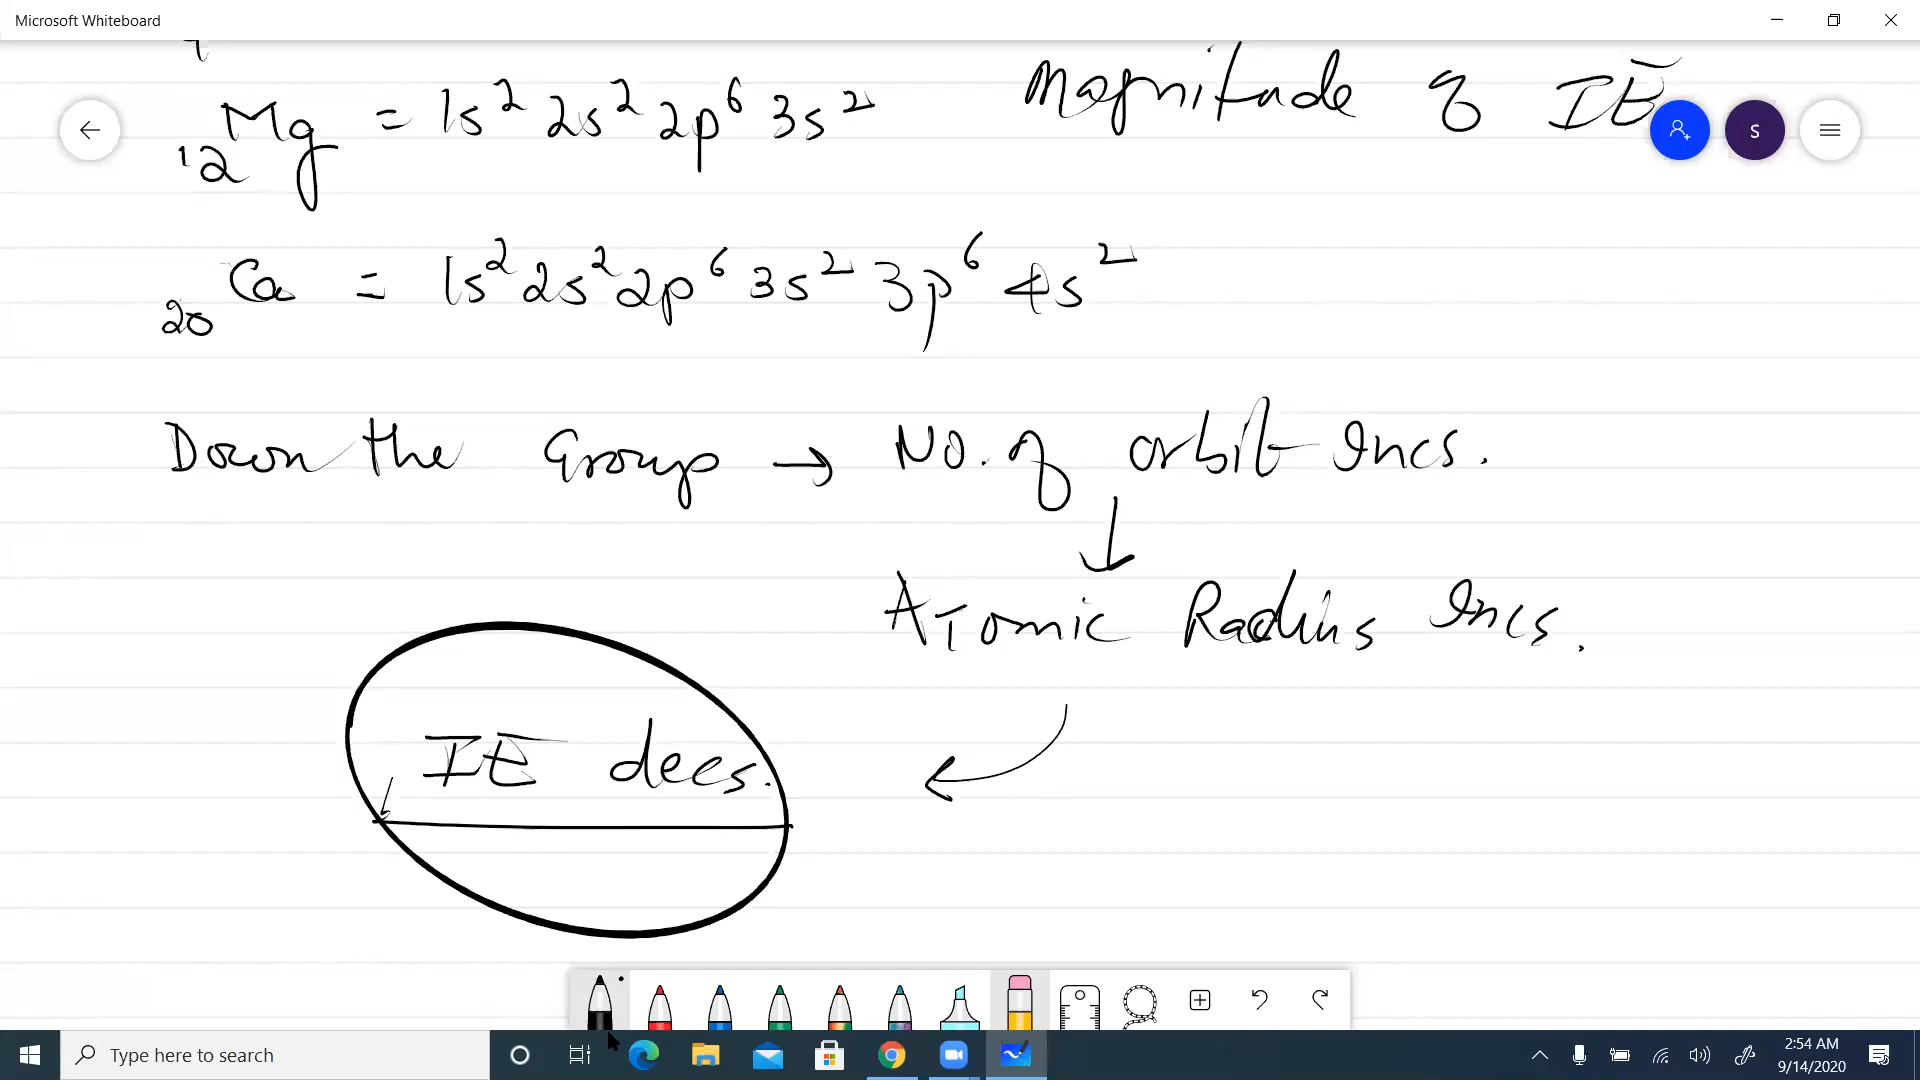 Microsoft Whiteboard
12Mg = 1s² 2s² 2p⁶ 3s² Magnitude of IE
S
20Ca = 1s² 2s² 2p⁶ 3s² 3p⁶ 4s²
Down the Group → No. of orbit Incs.
↓
Atomic Radius Incs.
IE decs.
Type here to search
2:54 AM
9/14/2020